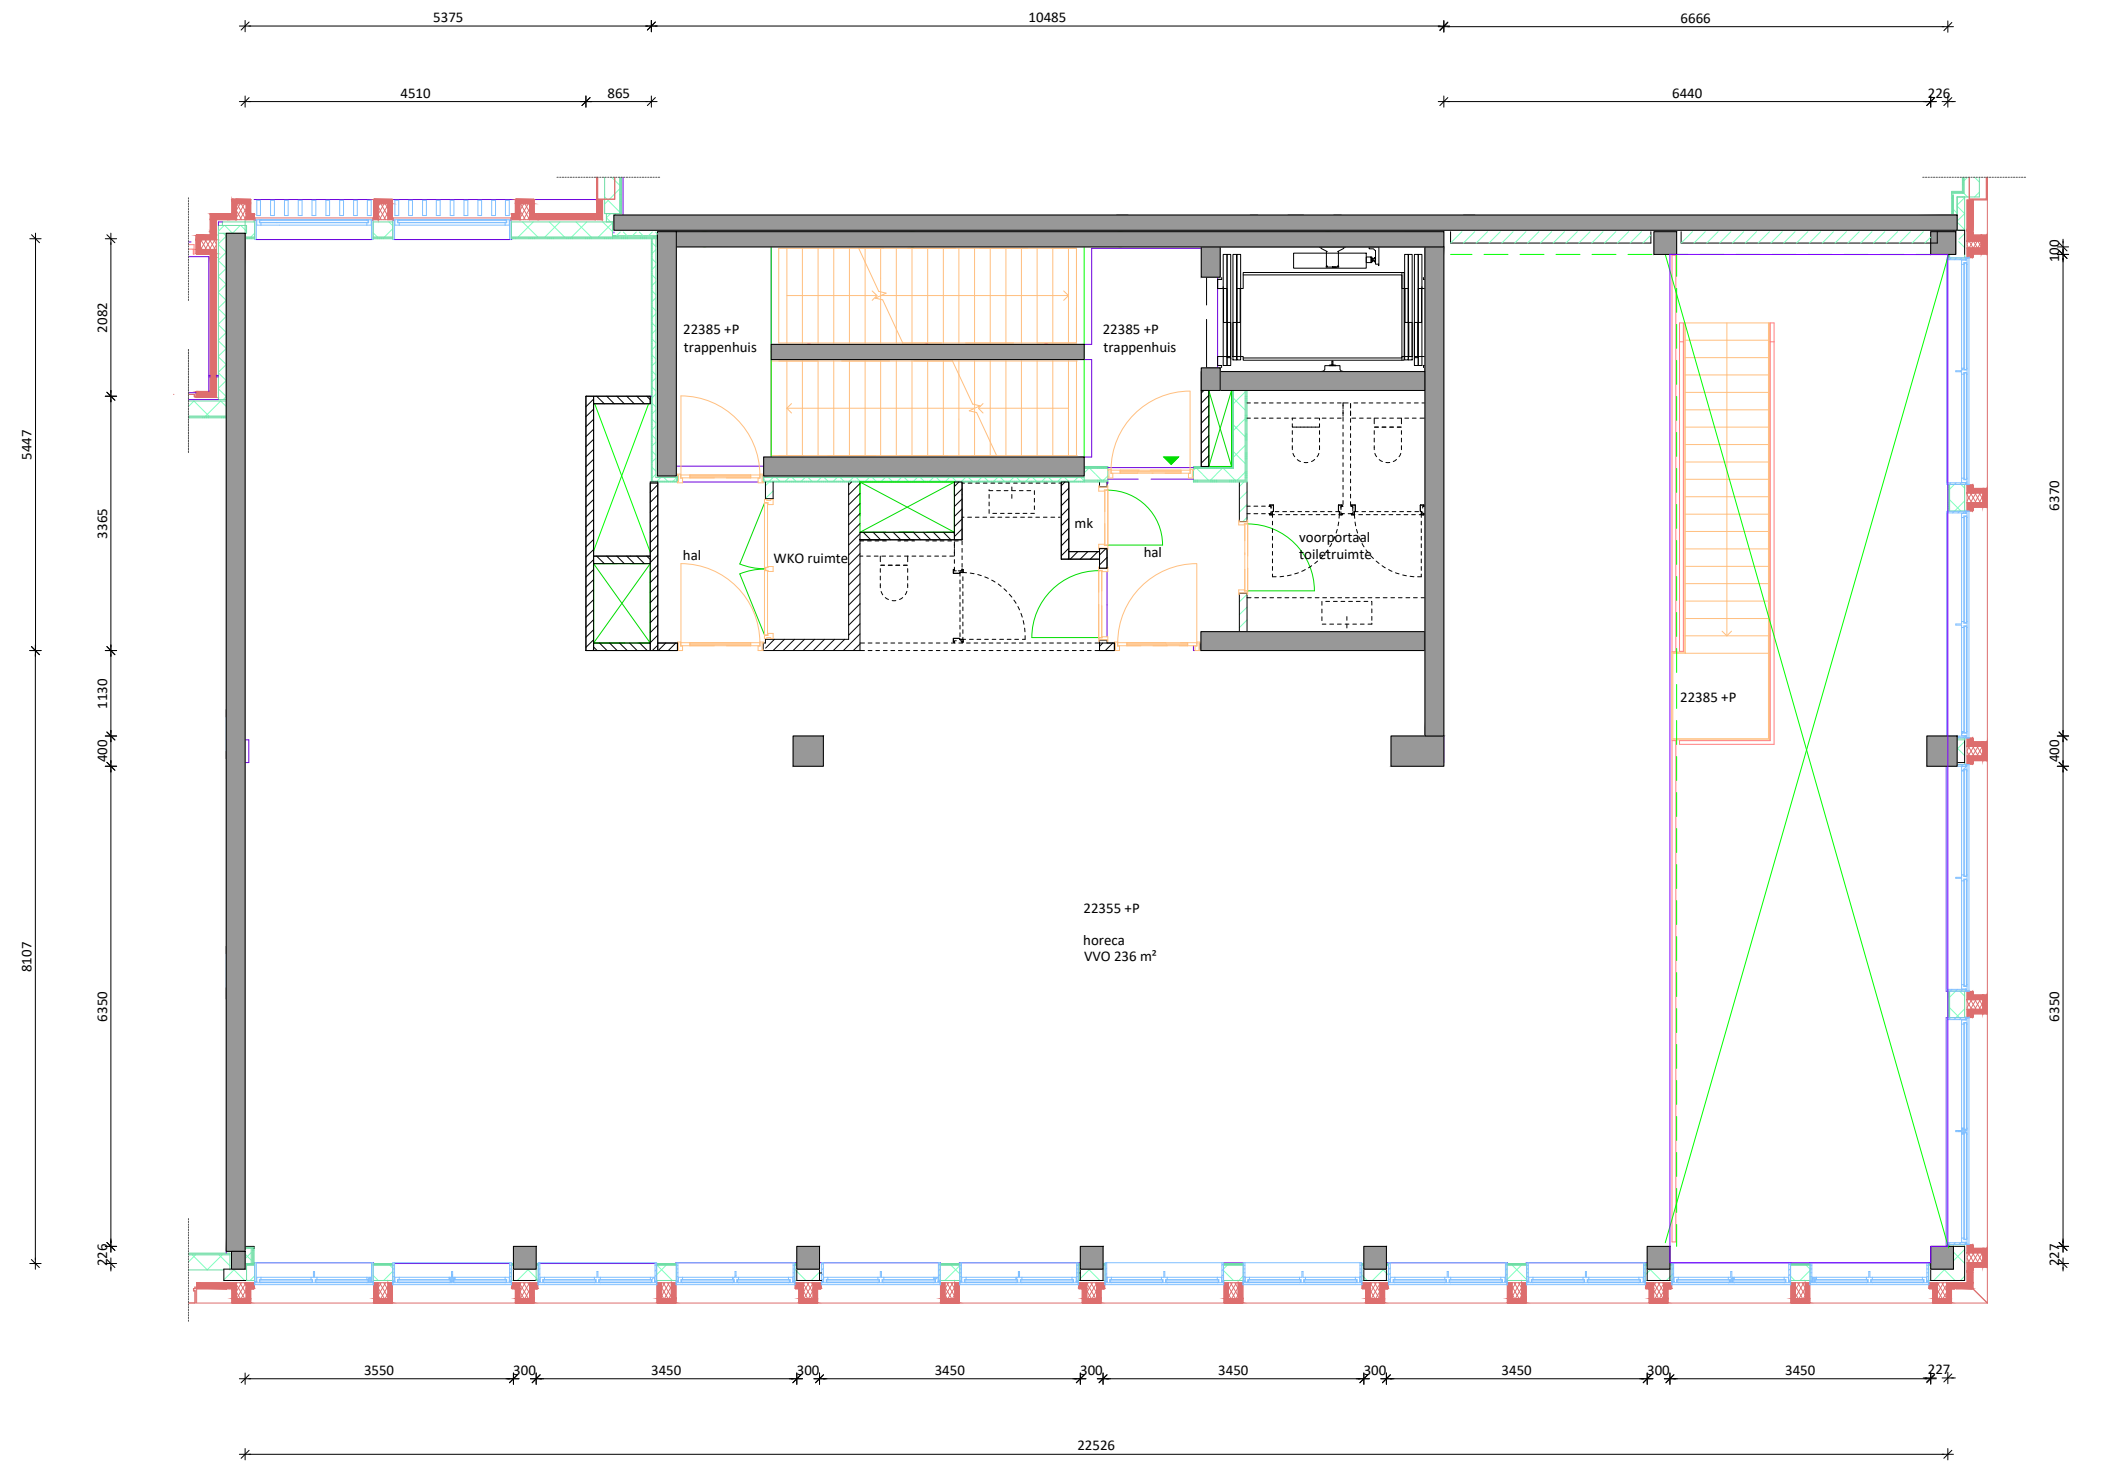 5375 10485 6666
4510 865 6440 226
100
2082
22385 +P
trappenhuis
22385 +P
trappenhuis
5447
3365
6370
mk
hal
WKO ruimte
hal
voorportaal
toiletruimte
1130
22385 +P
400
400
22355 +P
horeca
VVO 236 m²
8107
6350
6350
226
227
3550 300 3450 300 3450 300 3450 300 3450 300 3450 227
22526